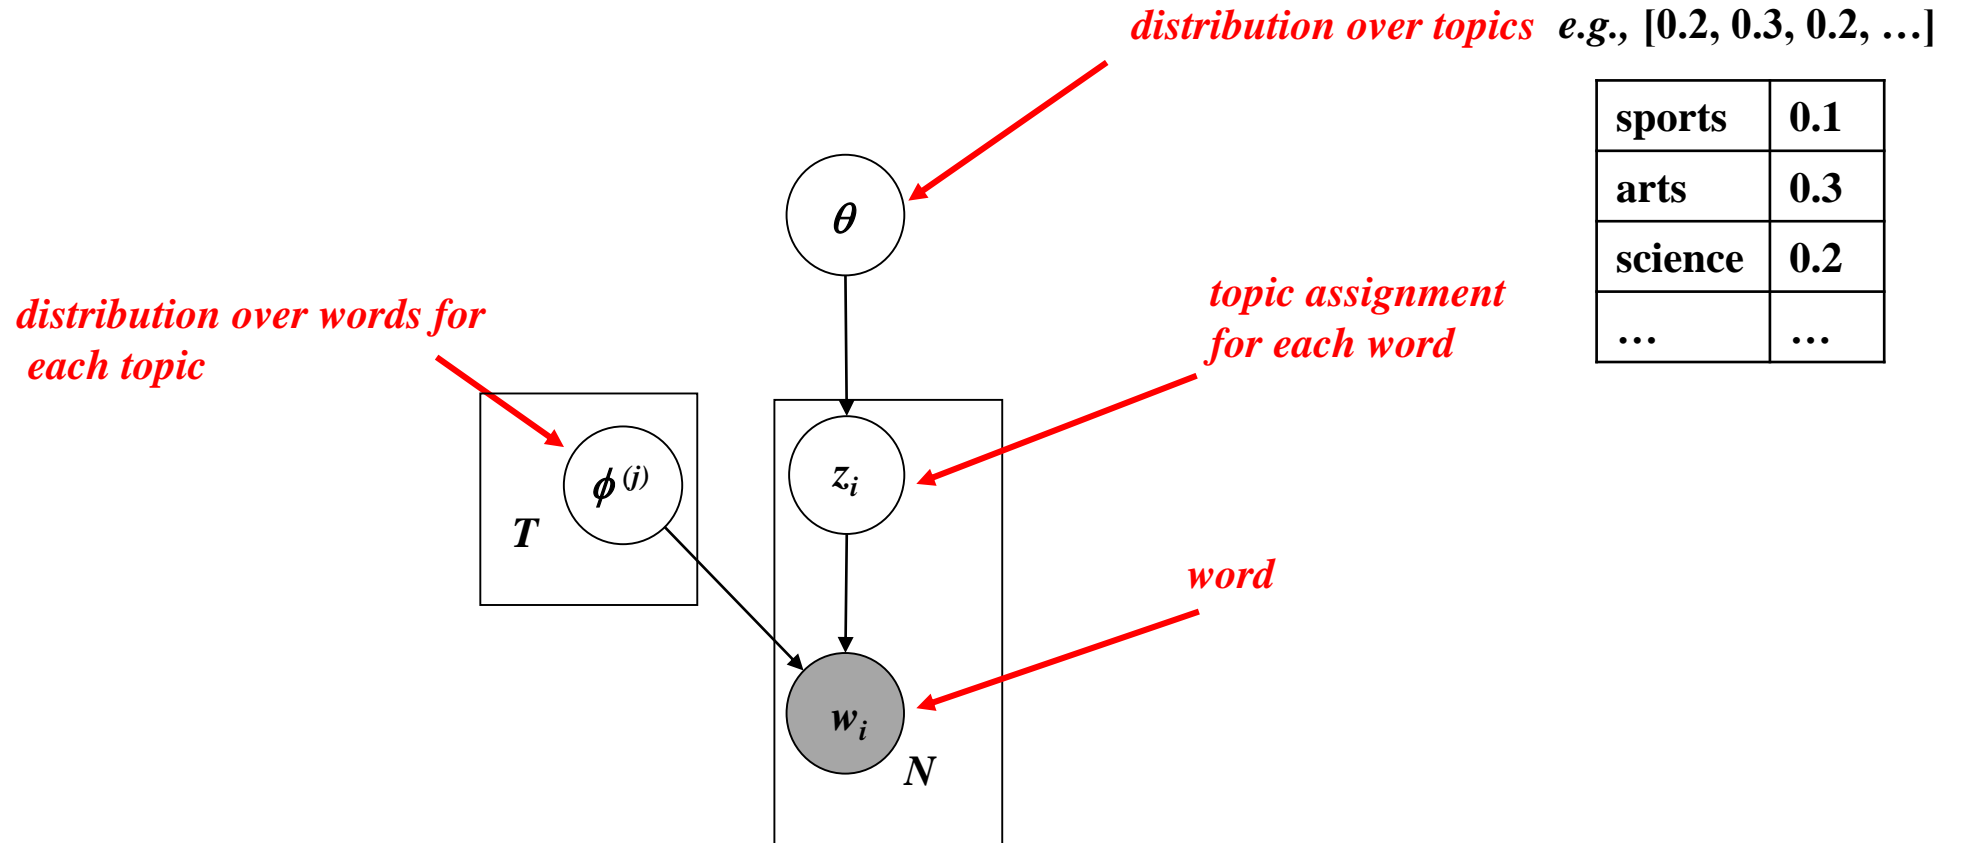 distribution over topics e.g., [0.2, 0.3, 0.2, …]
sports 0.1
arts 0.3
science 0.2
… …
θ
topic assignment
for each word
distribution over words for
each topic
ϕ(j)
T
zi
word
wi
N